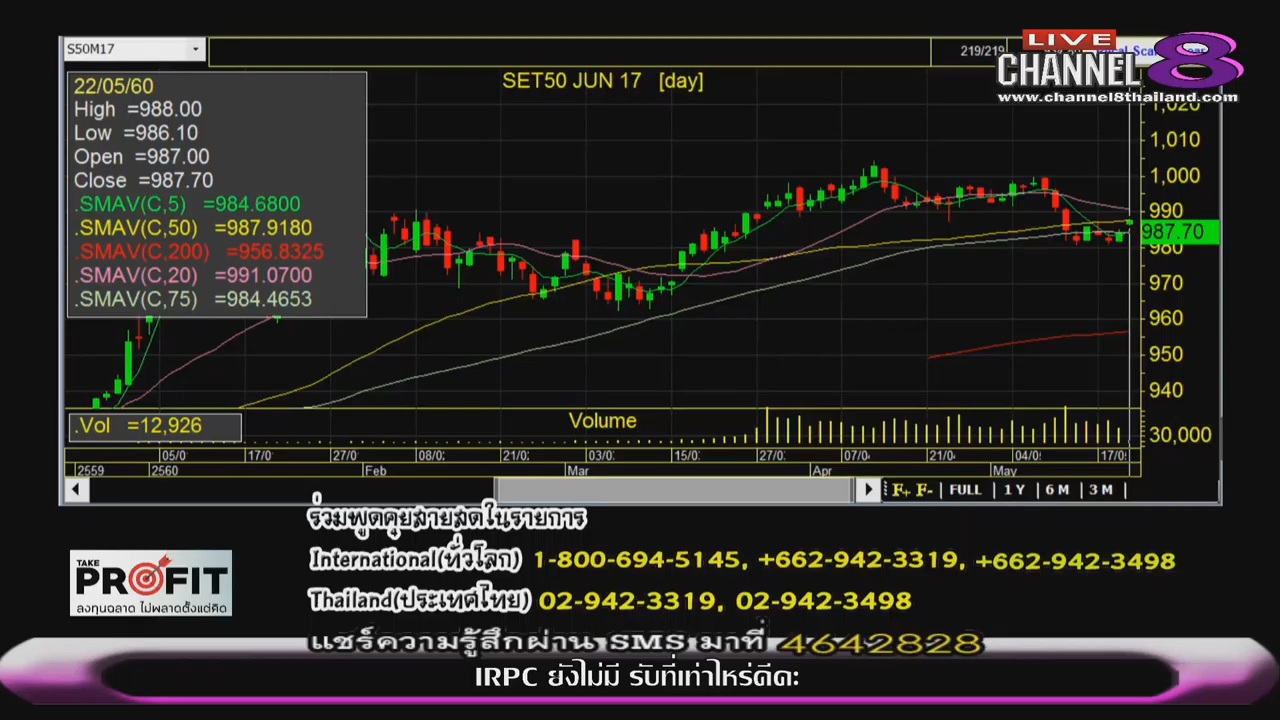 S50M17
219/219
LIVE
CHANNEL 8
www.channel8thailand.com
SET50 JUN 17 [day]
22/05/60
High =988.00
Low =986.10
Open =987.00
Close =987.70
.SMAV(C,5) =984.6800
.SMAV(C,50) =987.9180
.SMAV(C,200) =956.8325
.SMAV(C,20) =991.0700
.SMAV(C,75) =984.4653
1,020
1,010
1,000
990
987.70
980
970
960
950
940
.Vol =12,926
Volume
30,000
05/0 17/0 27/0 08/0 21/0 03/0 15/0 27/0 07/0 21/0 04/0 17/0
2559 2560 Feb Mar Apr May
F+ F- FULL 1 Y 6 M 3 M
ร่วมพูดคุยสายสดในรายการ
International(ทั่วโลก) 1-800-694-5145, +662-942-3319, +662-942-3498
Thailand(ประเทศไทย) 02-942-3319, 02-942-3498
แชร์ความรู้สึกผ่าน SMS มาที่ 4642828
TAKE
PROFIT
ลงทุนฉลาด ไม่พลาดตั้งแต่คิด
IRPC ยังไม่มี รับที่เท่าไหร่ดีค่ะ